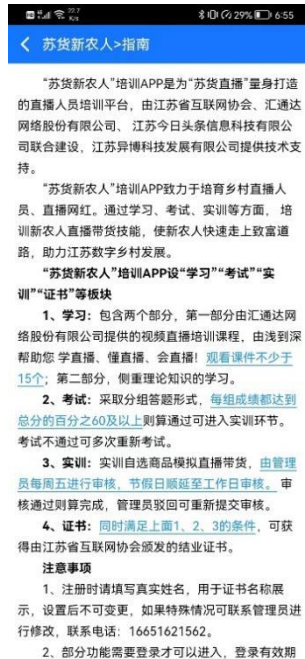 22.7
K/s
29%
6:55
苏货新农人>指南
“苏货新农人”培训APP是为“苏货直播”量身打造
的直播人员培训平台，由江苏省互联网协会、汇通达
网络股份有限公司、 江苏今日头条信息科技有限公
司联合建设，江苏异博科技发展有限公司提供技术支
持。
“苏货新农人”培训APP致力于培育乡村直播人
员、直播网红。通过学习、考试、实训等方面， 培
训新农人直播带货技能，使新农人快速走上致富道
路，助力江苏数字乡村发展。
“苏货新农人”培训APP设“学习”“考试”“实
训”“证书”等板块
1、学习：包含两个部分，第一部分由汇通达网
络股份有限公司提供的视频直播培训课程，由浅到深
帮助您 学直播、懂直播、会直播！观看课件不少于
15个；第二部分，侧重理论知识的学习。
2、考试：采取分组答题形式，每组成绩都达到
总分的百分之60及以上则算通过可进入实训环节。
考试不通过可多次重新考试。
3、实训：实训自选商品模拟直播带货，由管理
员每周五进行审核，节假日顺延至工作日审核。 审
核通过则算完成，管理员驳回可重新提交审核。
4、证书：同时满足上面1、2、3的条件，可获
得由江苏省互联网协会颁发的结业证书。
注意事项
1、注册时请填写真实姓名，用于证书名称展
示，设置后不可变更，如果特殊情况可联系管理员进
行修改，联系电话：16651621562。
2、部分功能需要登录才可以进入，登录有效期